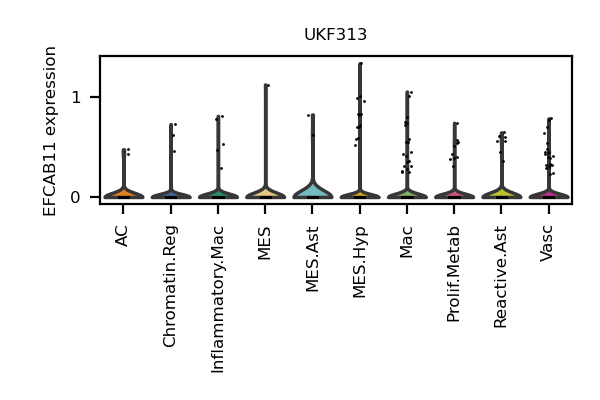 UKF313
EFCAB11 expression
1
0
AC
Chromatin.Reg
Inflammatory.Mac
MES
MES.Ast
MES.Hyp
Mac
Prolif.Metab
Reactive.Ast
Vasc